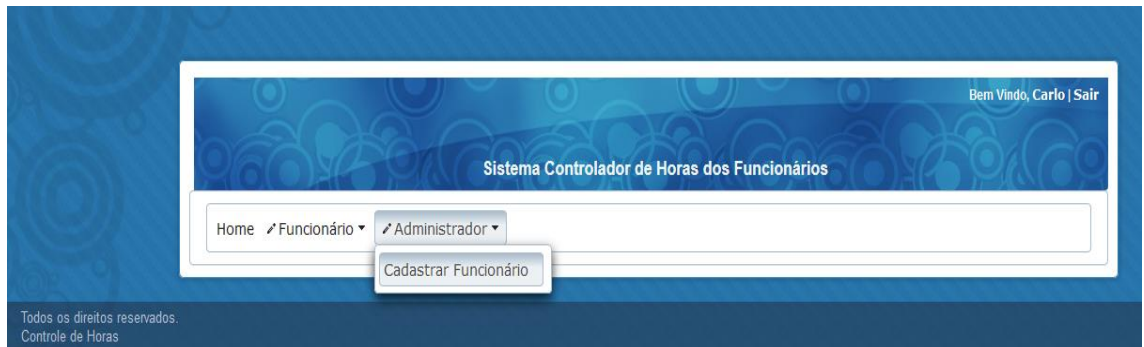 Bem Vindo, Carlo | Sair
Sistema Controlador de Horas dos Funcionários
Home Funcionário Administrador
Cadastrar Funcionário
Todos os direitos reservados.
Controle de Horas